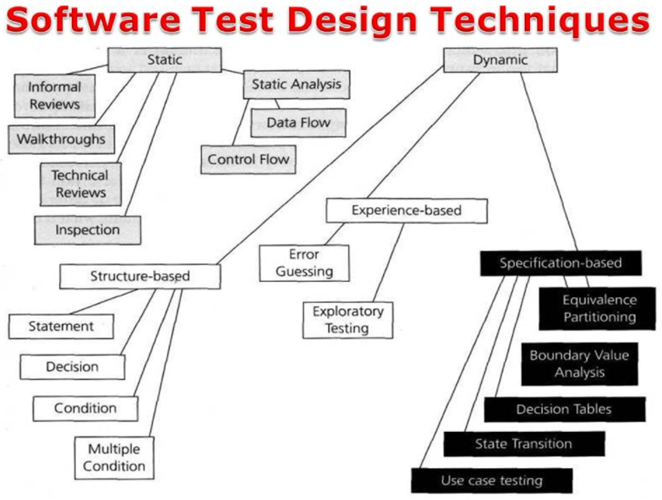 Software Test Design Techniques
Static
Dynamic
Informal
Reviews
Static Analysis
Walkthroughs
Data Flow
Technical
Reviews
Control Flow
Inspection
Experience-based
Error
Guessing
Exploratory
Testing
Structure-based
Statement
Decision
Condition
Multiple
Condition
Specification-based
Equivalence
Partitioning
Boundary Value
Analysis
Decision Tables
State Transition
Use case testing